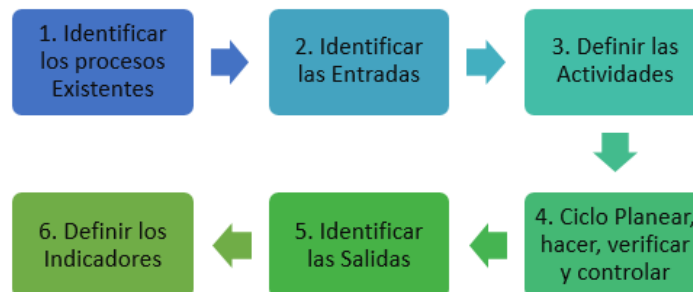 1. Identificar
los procesos
Existentes
2. Identificar
las Entradas
3. Definir las
Actividades
4. Ciclo Planear,
hacer, verificar
y controlar
5. Identificar
las Salidas
6. Definir los
Indicadores